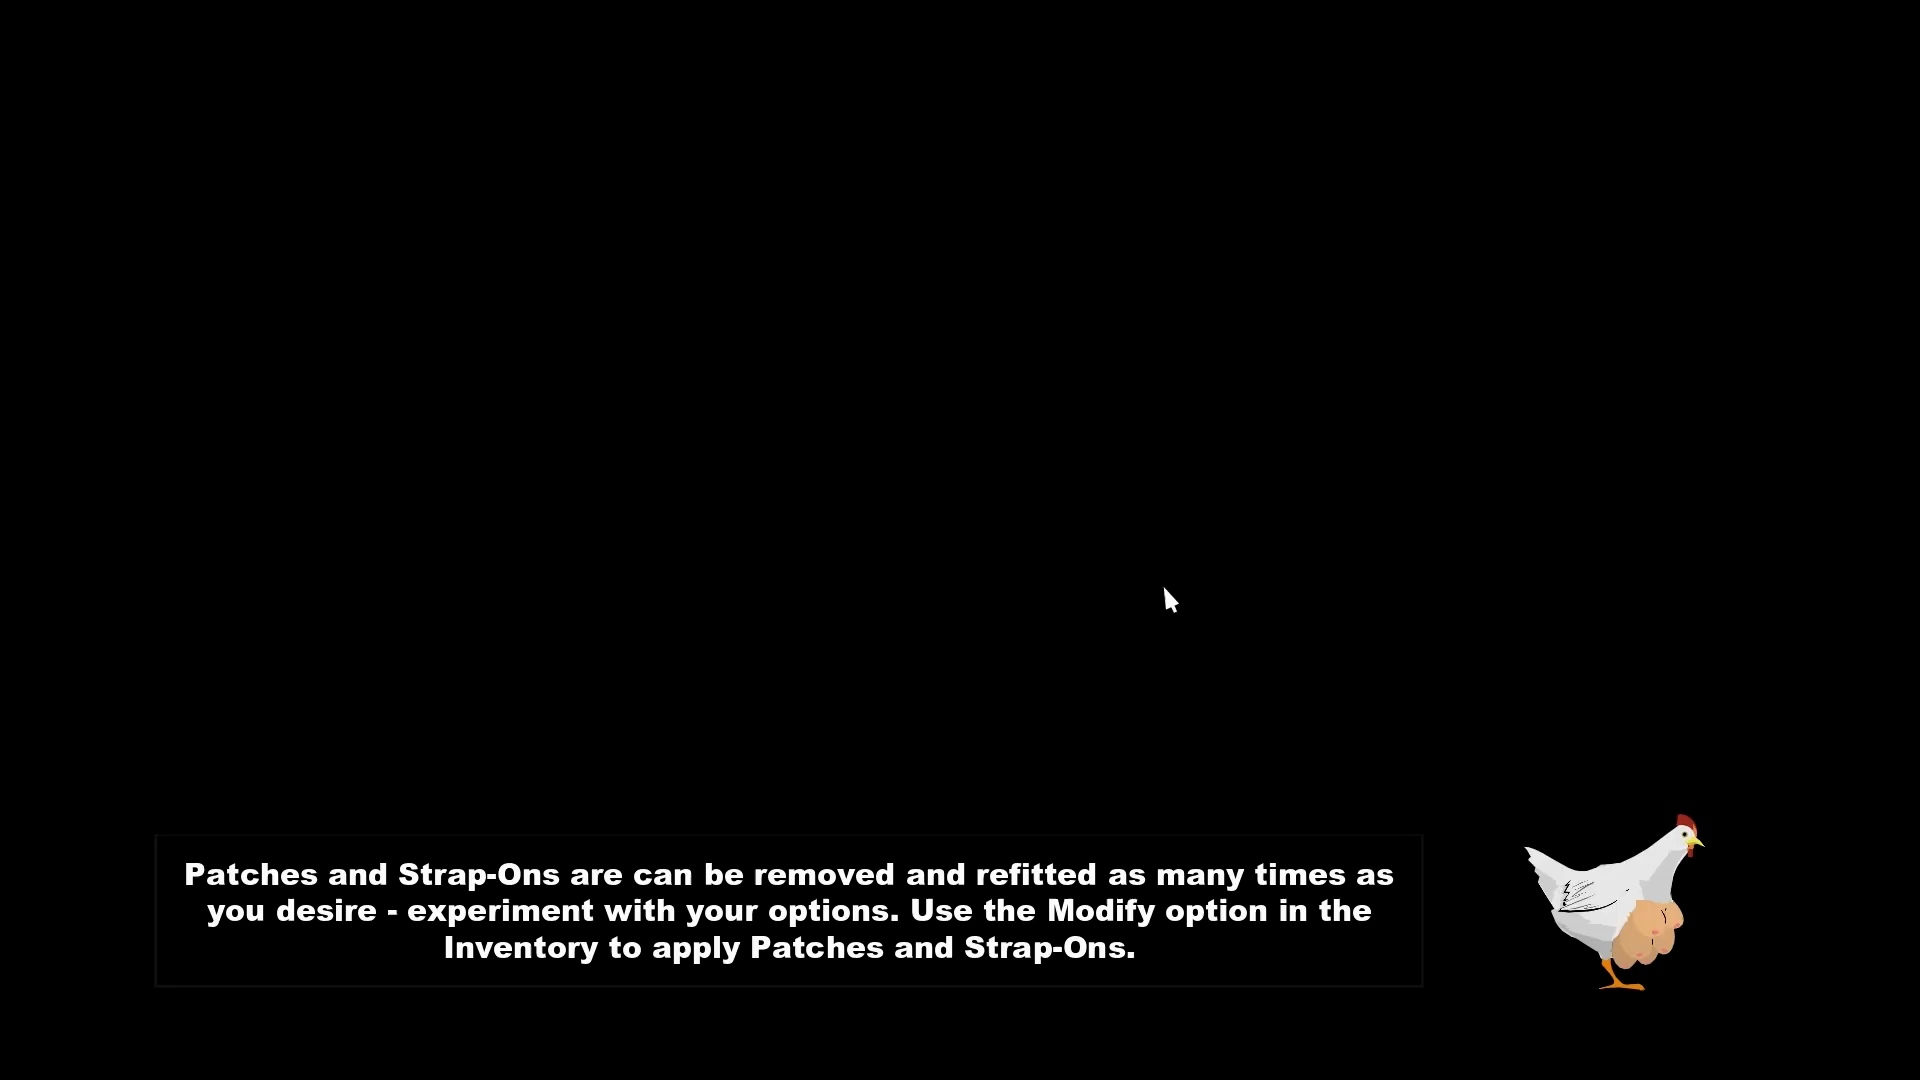 Patches and Strap-Ons are can be removed and refitted as many times as
you desire - experiment with your options. Use the Modify option in the
Inventory to apply Patches and Strap-Ons.